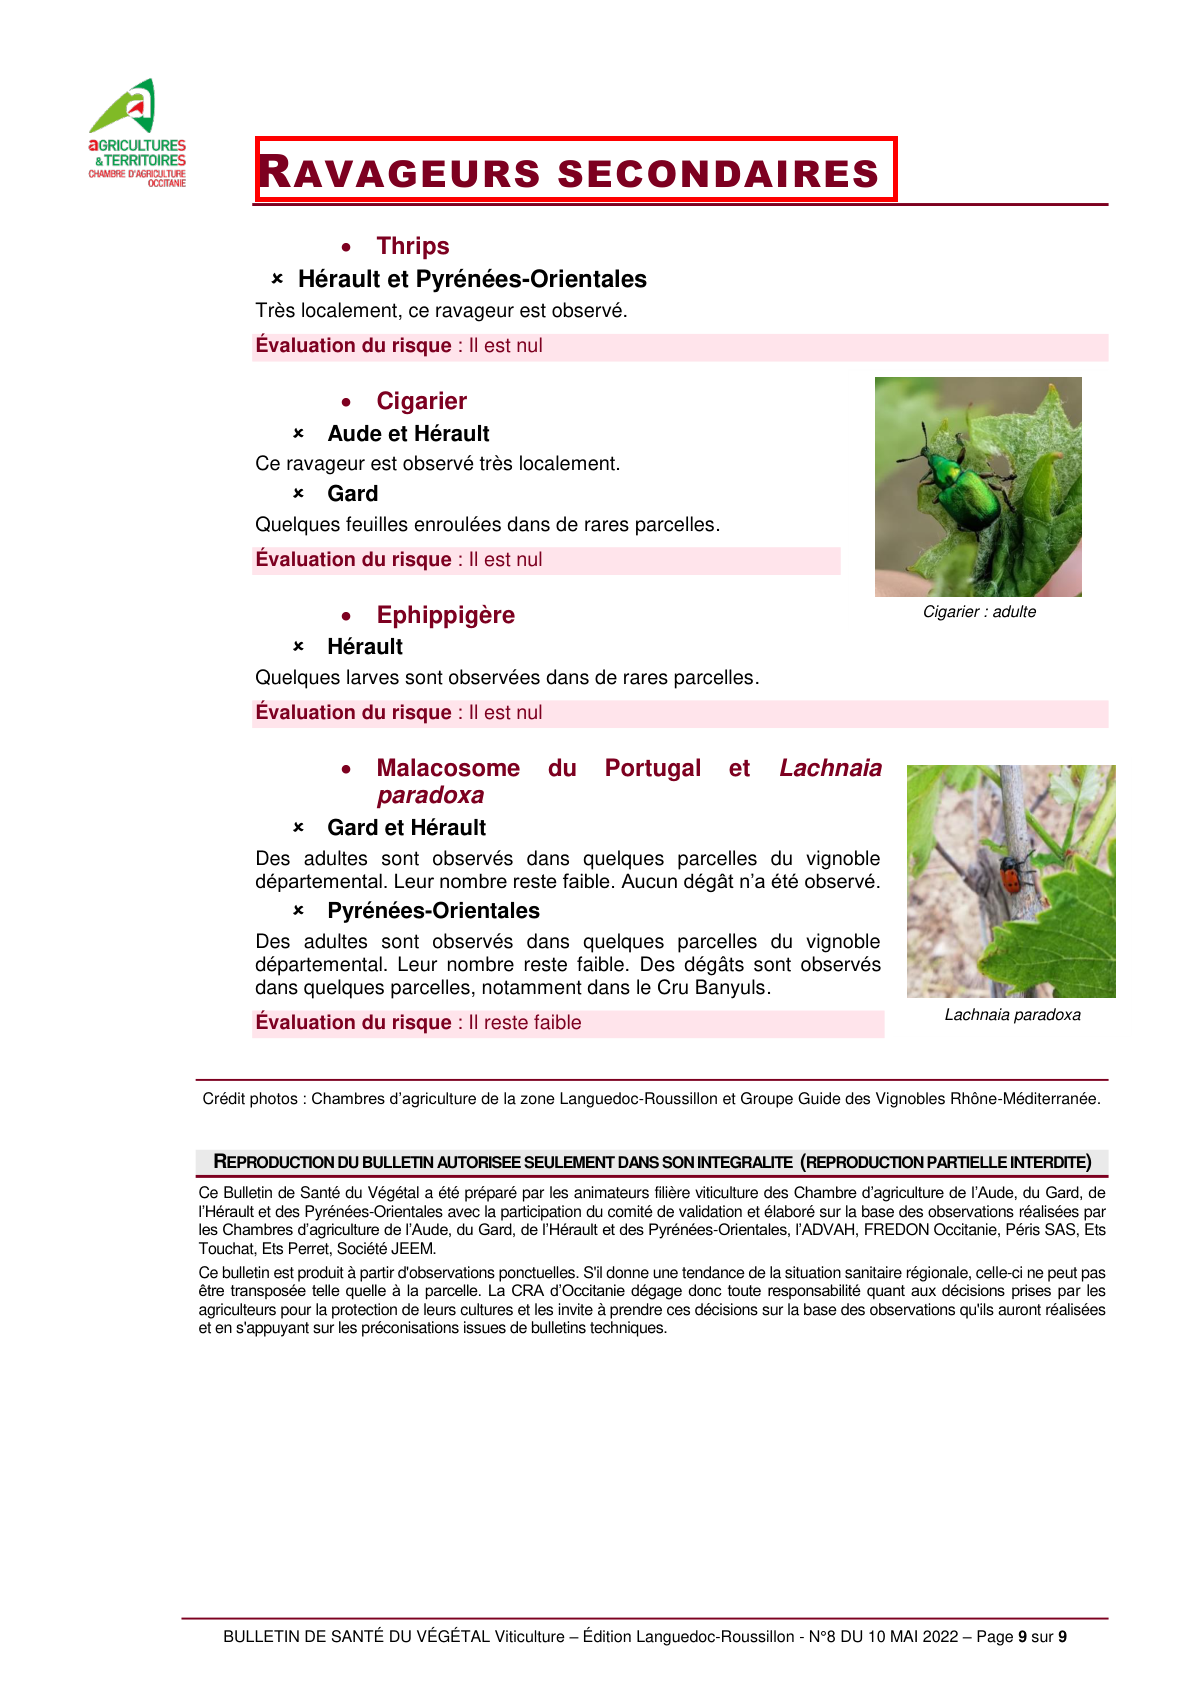 aGRICULTURES
&TERRITOIRES
CHAMBRE D'AGRICULTURE
OCCITANIE
RAVAGEURS SECONDAIRES
• Thrips
× Hérault et Pyrénées-Orientales
Très localement, ce ravageur est observé.
Évaluation du risque : Il est nul
• Cigarier
× Aude et Hérault
Ce ravageur est observé très localement.
× Gard
Quelques feuilles enroulées dans de rares parcelles.
Évaluation du risque : Il est nul
Cigarier : adulte
• Ephippigère
× Hérault
Quelques larves sont observées dans de rares parcelles.
Évaluation du risque : Il est nul
• Malacosome du Portugal et Lachnaia
paradoxa
× Gard et Hérault
Des adultes sont observés dans quelques parcelles du vignoble
départemental. Leur nombre reste faible. Aucun dégât n’a été observé.
× Pyrénées-Orientales
Des adultes sont observés dans quelques parcelles du vignoble
départemental. Leur nombre reste faible. Des dégâts sont observés
dans quelques parcelles, notamment dans le Cru Banyuls.
Évaluation du risque : Il reste faible
Lachnaia paradoxa
Crédit photos : Chambres d’agriculture de la zone Languedoc-Roussillon et Groupe Guide des Vignobles Rhône-Méditerranée.
REPRODUCTION DU BULLETIN AUTORISEE SEULEMENT DANS SON INTEGRALITE (REPRODUCTION PARTIELLE INTERDITE)
Ce Bulletin de Santé du Végétal a été préparé par les animateurs filière viticulture des Chambre d’agriculture de l’Aude, du Gard, de
l’Hérault et des Pyrénées-Orientales avec la participation du comité de validation et élaboré sur la base des observations réalisées par
les Chambres d’agriculture de l’Aude, du Gard, de l’Hérault et des Pyrénées-Orientales, l’ADVAH, FREDON Occitanie, Péris SAS, Ets
Touchat, Ets Perret, Société JEEM.
Ce bulletin est produit à partir d'observations ponctuelles. S'il donne une tendance de la situation sanitaire régionale, celle-ci ne peut pas
être transposée telle quelle à la parcelle. La CRA d’Occitanie dégage donc toute responsabilité quant aux décisions prises par les
agriculteurs pour la protection de leurs cultures et les invite à prendre ces décisions sur la base des observations qu'ils auront réalisées
et en s'appuyant sur les préconisations issues de bulletins techniques.
BULLETIN DE SANTÉ DU VÉGÉTAL Viticulture – Édition Languedoc-Roussillon - N°8 DU 10 MAI 2022 – Page 9 sur 9